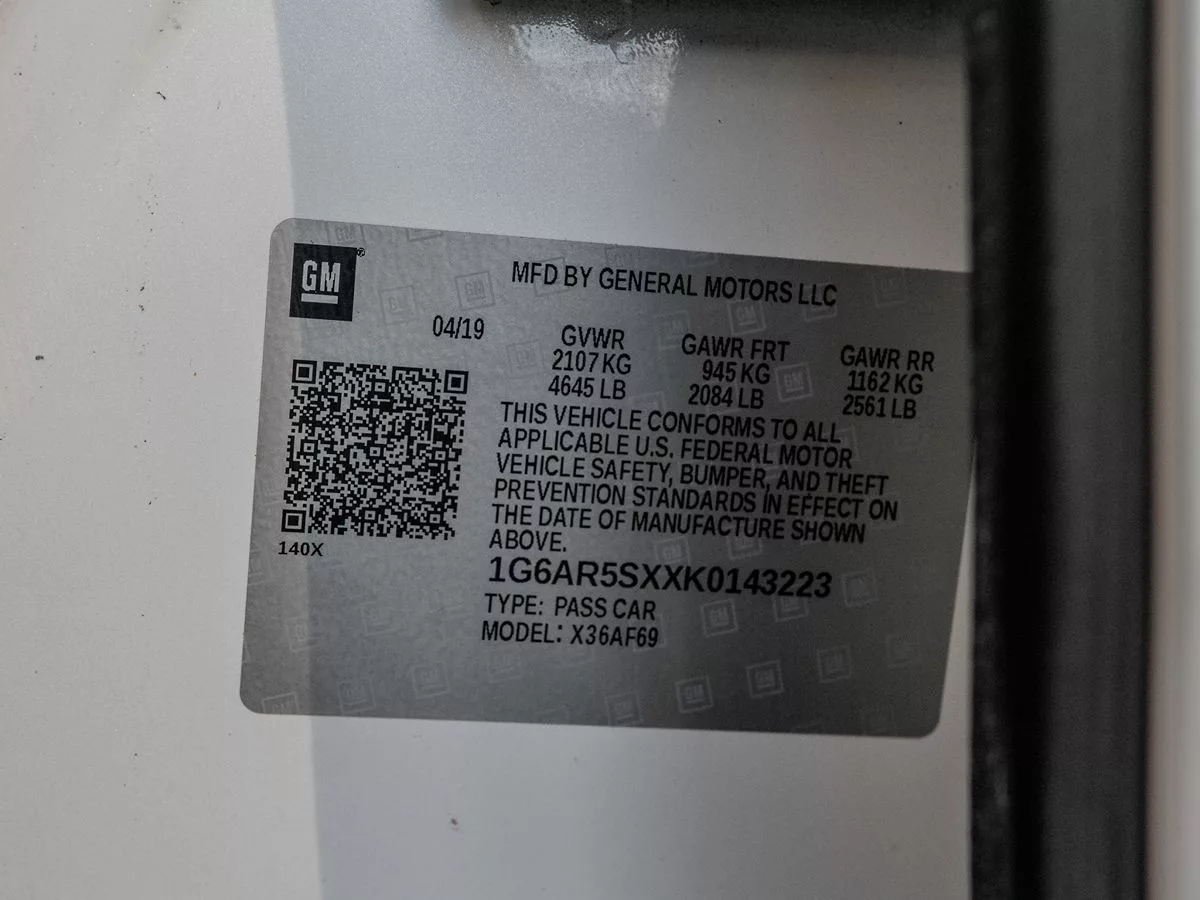 GM®
MFD BY GENERAL MOTORS LLC
04/19
GVWR
2107 KG
4645 LB
GAWR FRT
945 KG
2084 LB
GAWR RR
1162 KG
2561 LB
THIS VEHICLE CONFORMS TO ALL
APPLICABLE U.S. FEDERAL MOTOR
VEHICLE SAFETY, BUMPER, AND THEFT
PREVENTION STANDARDS IN EFFECT ON
THE DATE OF MANUFACTURE SHOWN
ABOVE.
140X
1G6AR5SXXK0143223
TYPE: PASS CAR
MODEL: X36AF69